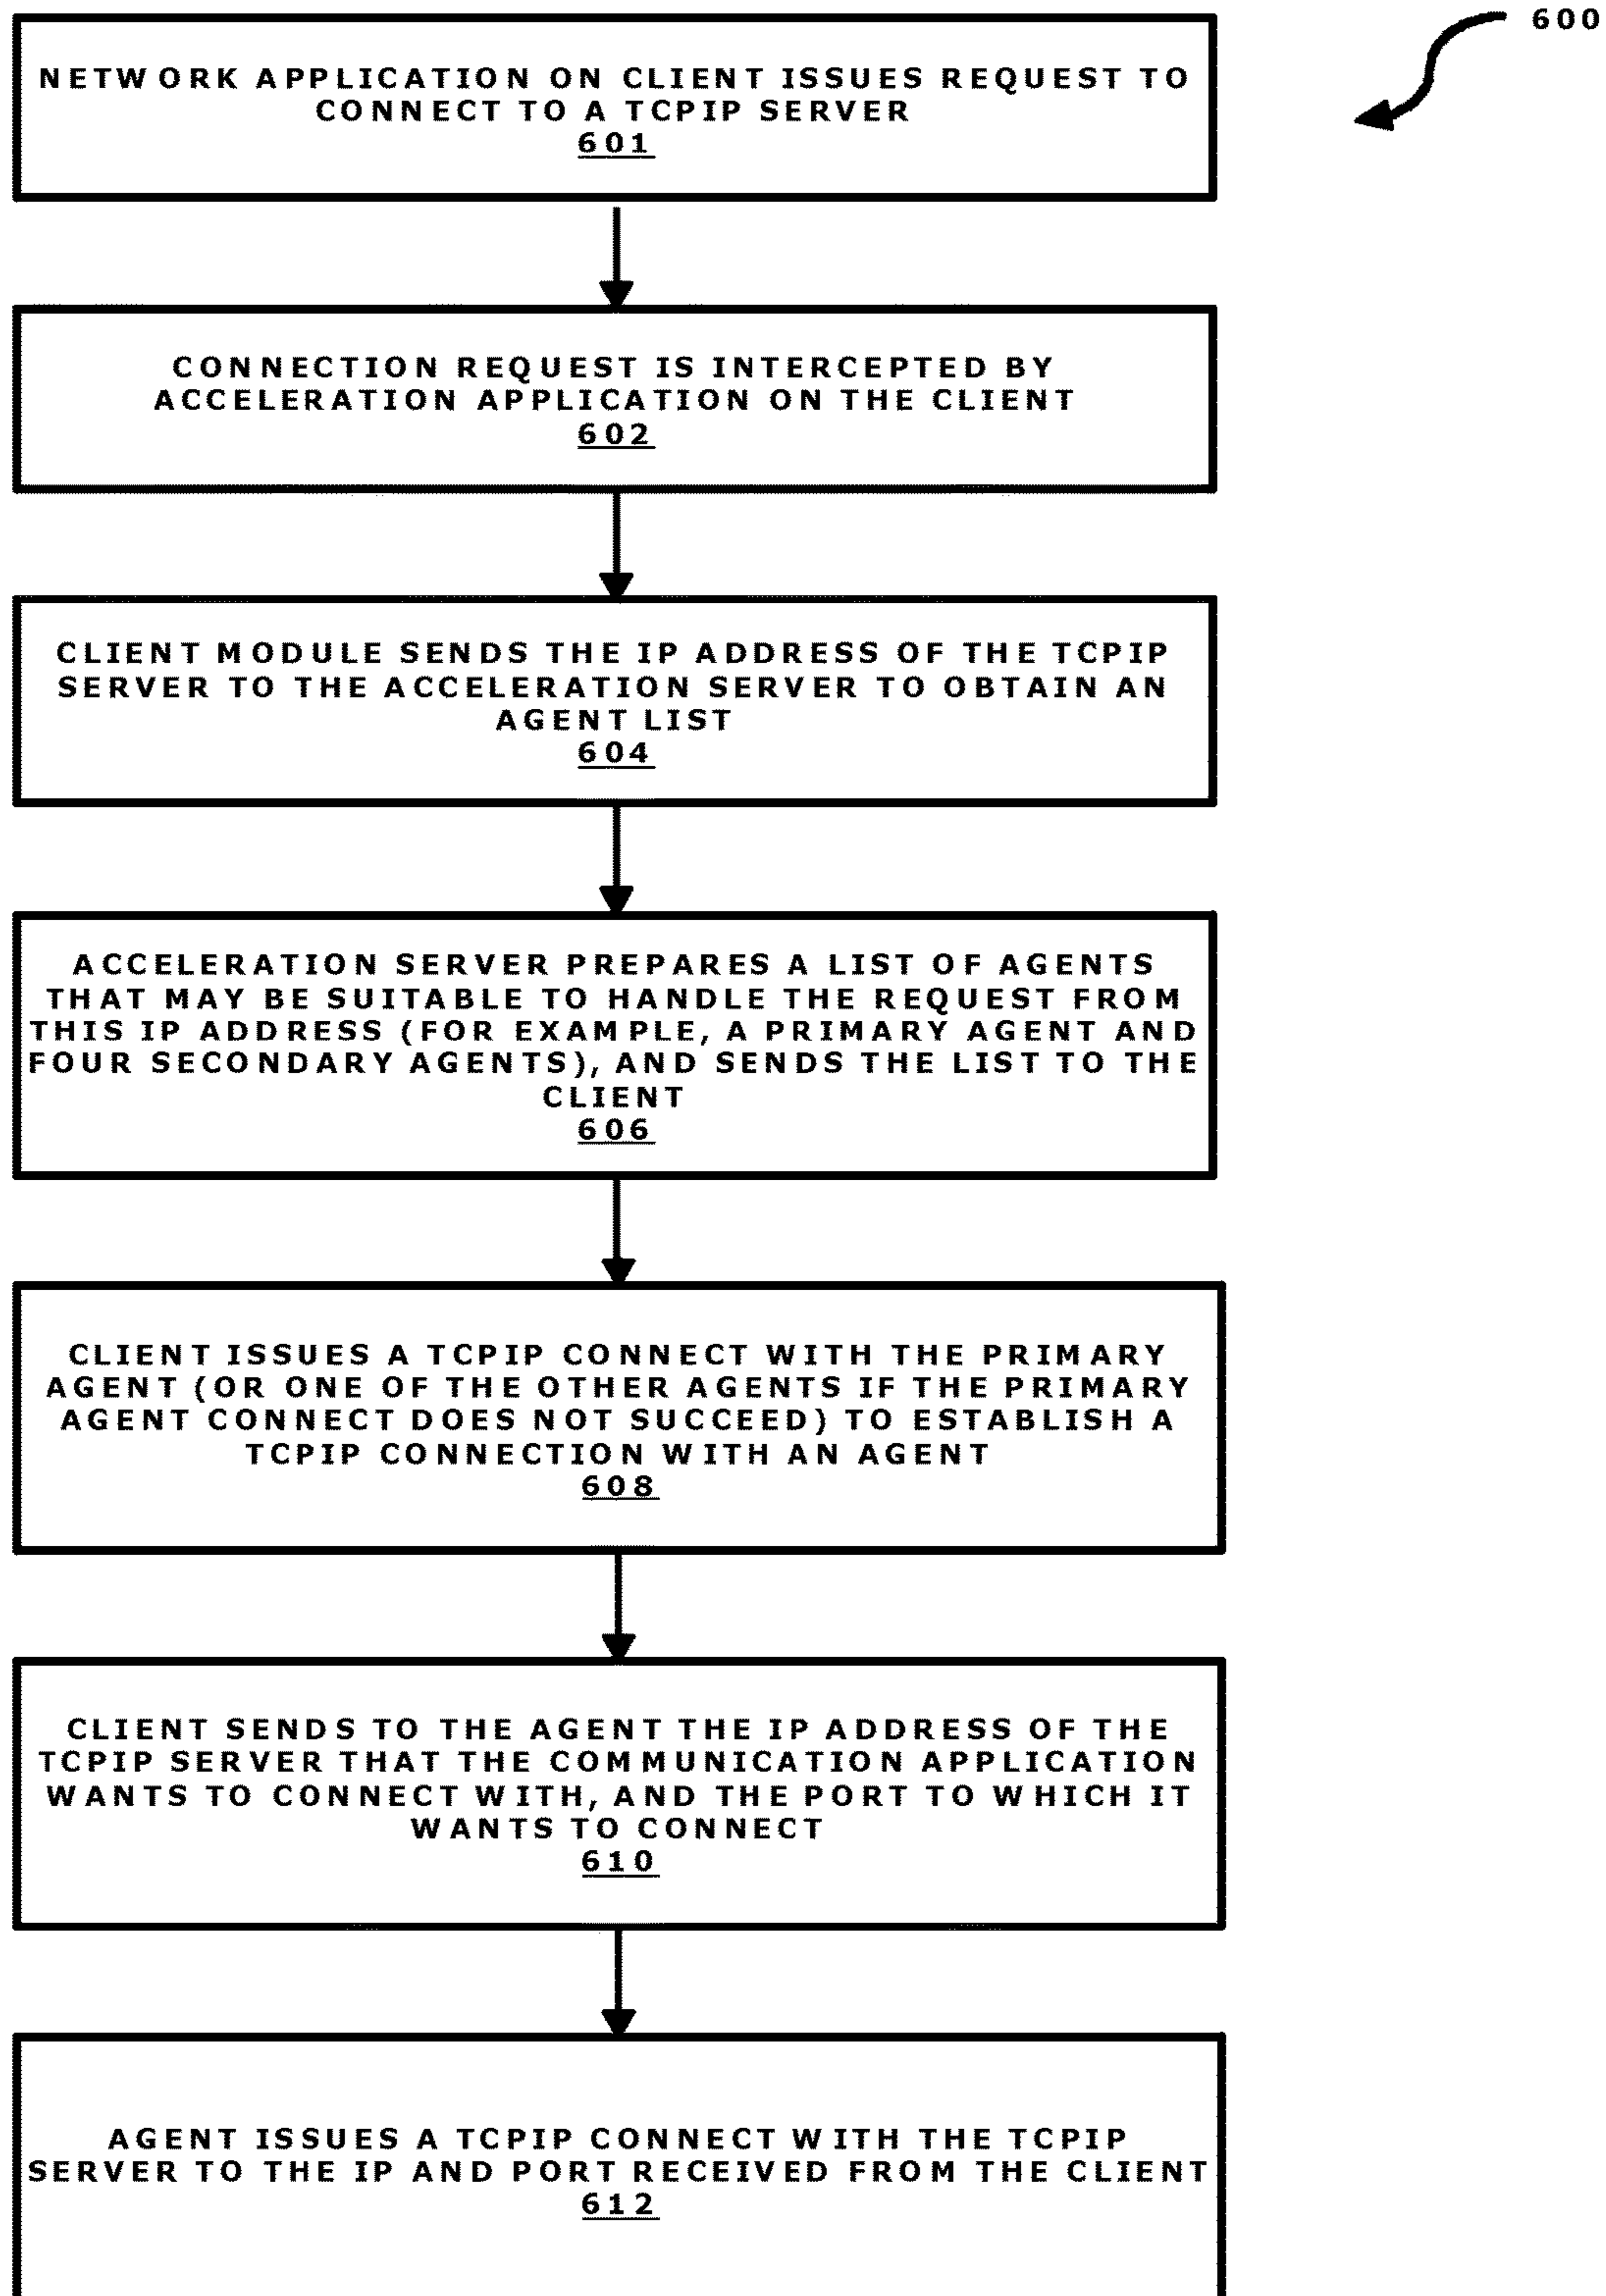 600
NETWORK APPLICATION ON CLIENT ISSUES REQUEST TO
CONNECT TO A TCPIP SERVER
601
CONNECTION REQUEST IS INTERCEPTED BY
ACCELERATION APPLICATION ON THE CLIENT
602
CLIENT MODULE SENDS THE IP ADDRESS OF THE TCPIP
SERVER TO THE ACCELERATION SERVER TO OBTAIN AN
AGENT LIST
604
ACCELERATION SERVER PREPARES A LIST OF AGENTS
THAT MAY BE SUITABLE TO HANDLE THE REQUEST FROM
THIS IP ADDRESS (FOR EXAMPLE, A PRIMARY AGENT AND
FOUR SECONDARY AGENTS), AND SENDS THE LIST TO THE
CLIENT
606
CLIENT ISSUES A TCPIP CONNECT WITH THE PRIMARY
AGENT (OR ONE OF THE OTHER AGENTS IF THE PRIMARY
AGENT CONNECT DOES NOT SUCCEED) TO ESTABLISH A
TCPIP CONNECTION WITH AN AGENT
608
CLIENT SENDS TO THE AGENT THE IP ADDRESS OF THE
TCPIP SERVER THAT THE COMMUNICATION APPLICATION
WANTS TO CONNECT WITH, AND THE PORT TO WHICH IT
WANTS TO CONNECT
610
AGENT ISSUES A TCPIP CONNECT WITH THE TCPIP
SERVER TO THE IP AND PORT RECEIVED FROM THE CLIENT
612